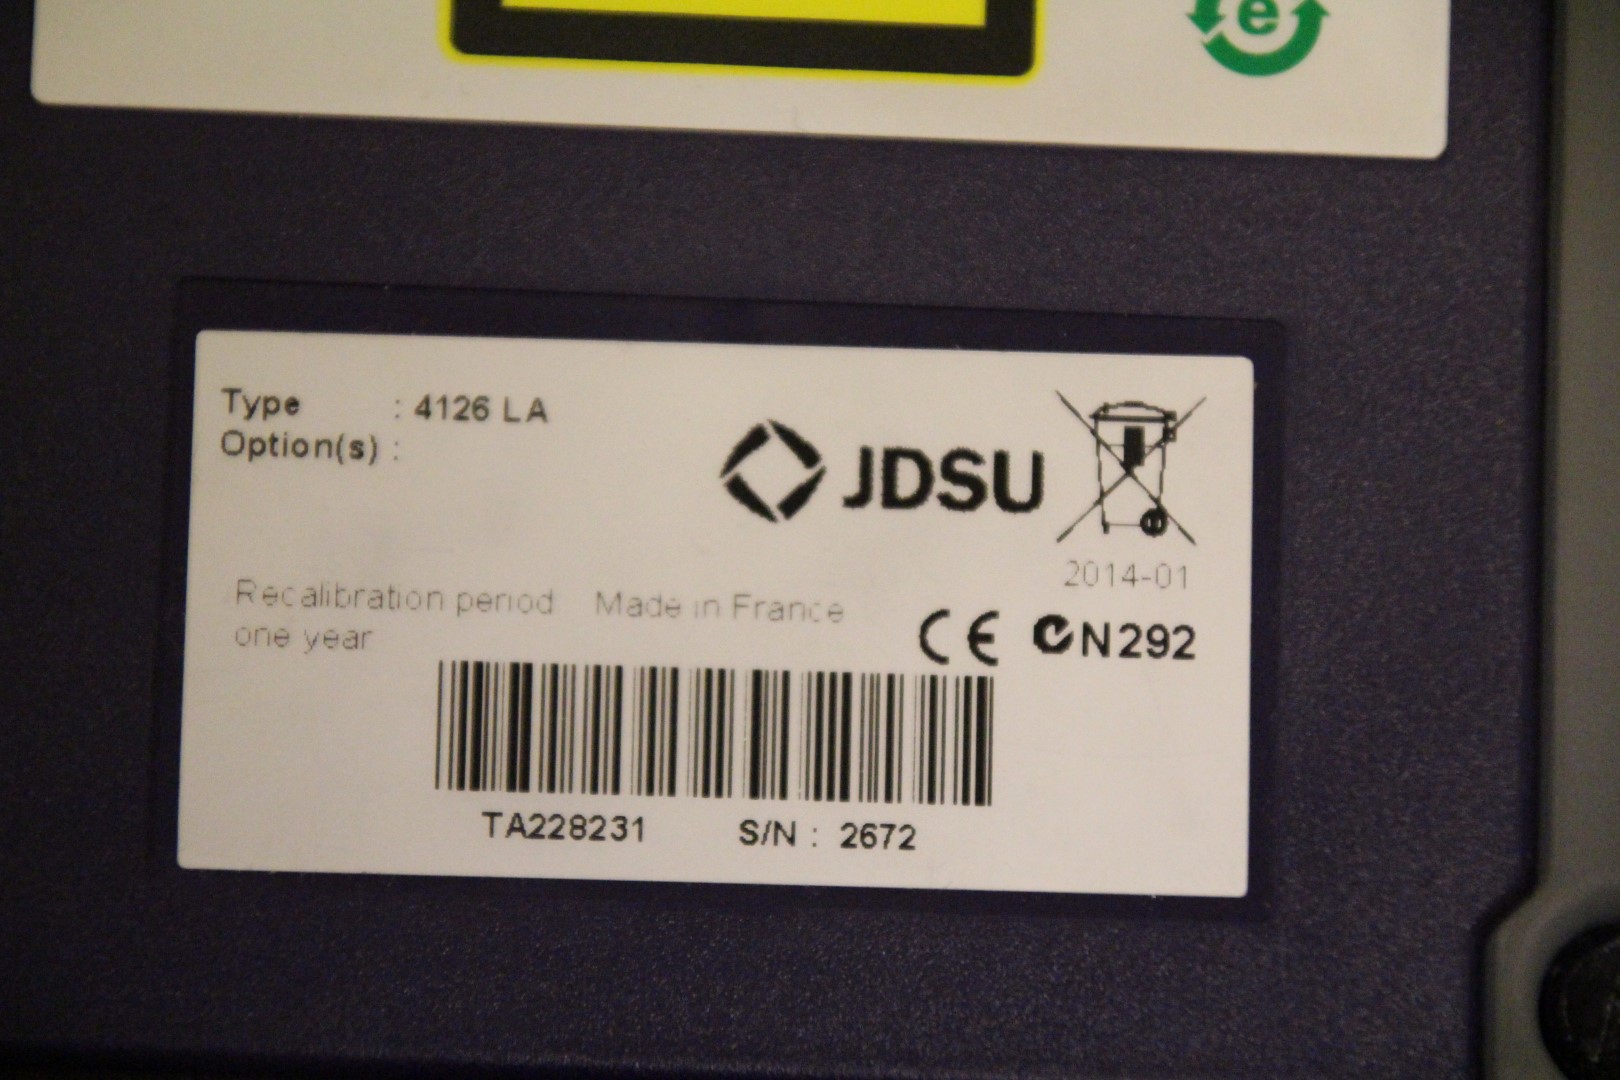 e
Type : 4126 LA
Option(s) :
JDSU
2014-01
Recalibration period Made in France
one year
CE N292
TA228231 S/N : 2672